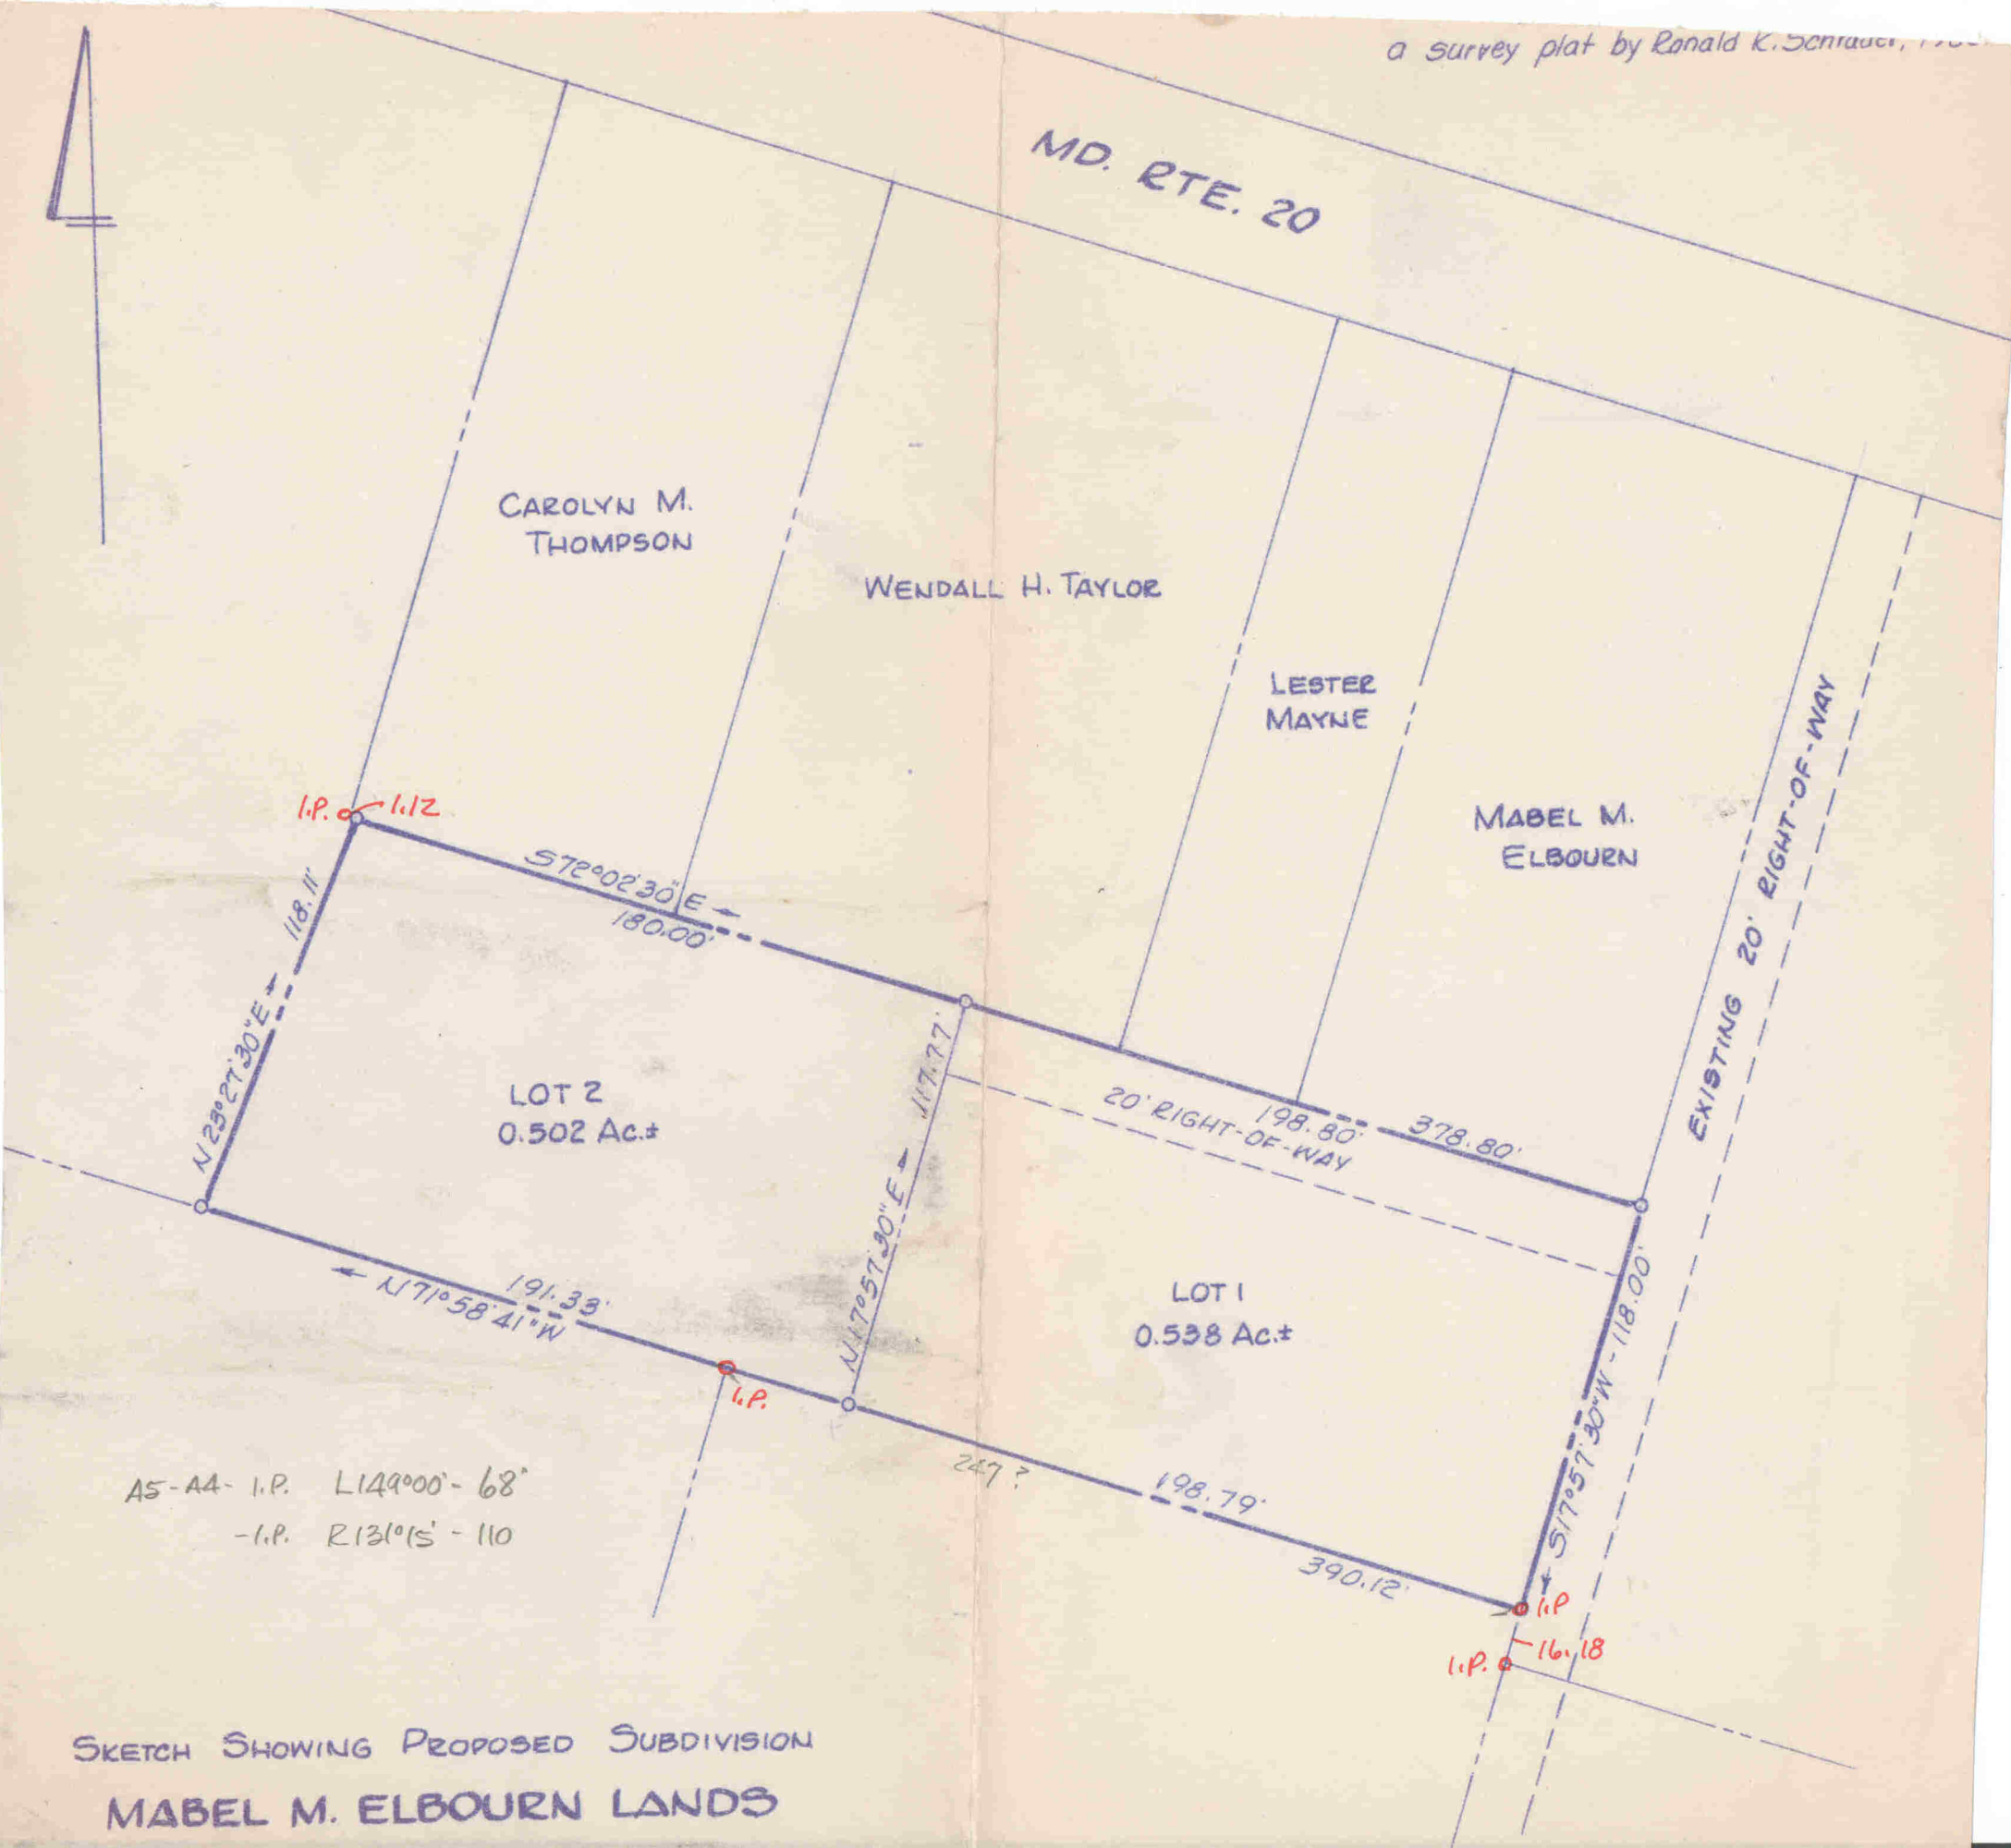 a survey plat by Ronald K.
MD. RTE. 20
CAROLYN M.
THOMPSON
WENDALL H. TAYLOR
LESTER
MAYNE
MABEL M.
ELBOURN
EXISTING 20' RIGHT-OF-WAY
I.P. 1.12
S72°02'30"E
180.00'
N23°27'30"E 118.11'
LOT 2
0.502 Ac.±
N17°57'30"E 117.77'
20' RIGHT-OF-WAY
198.80'
378.80'
191.33'
N71°58'41"W
I.P.
LOT 1
0.538 Ac.±
S17°57'30"W - 118.00'
247 ?
198.79'
390.12'
I.P
16.18
I.P.
A5-A4- I.P. L149°00'- 68'
-I.P. R131°15' - 110
SKETCH SHOWING PROPOSED SUBDIVISION
MABEL M. ELBOURN LANDS